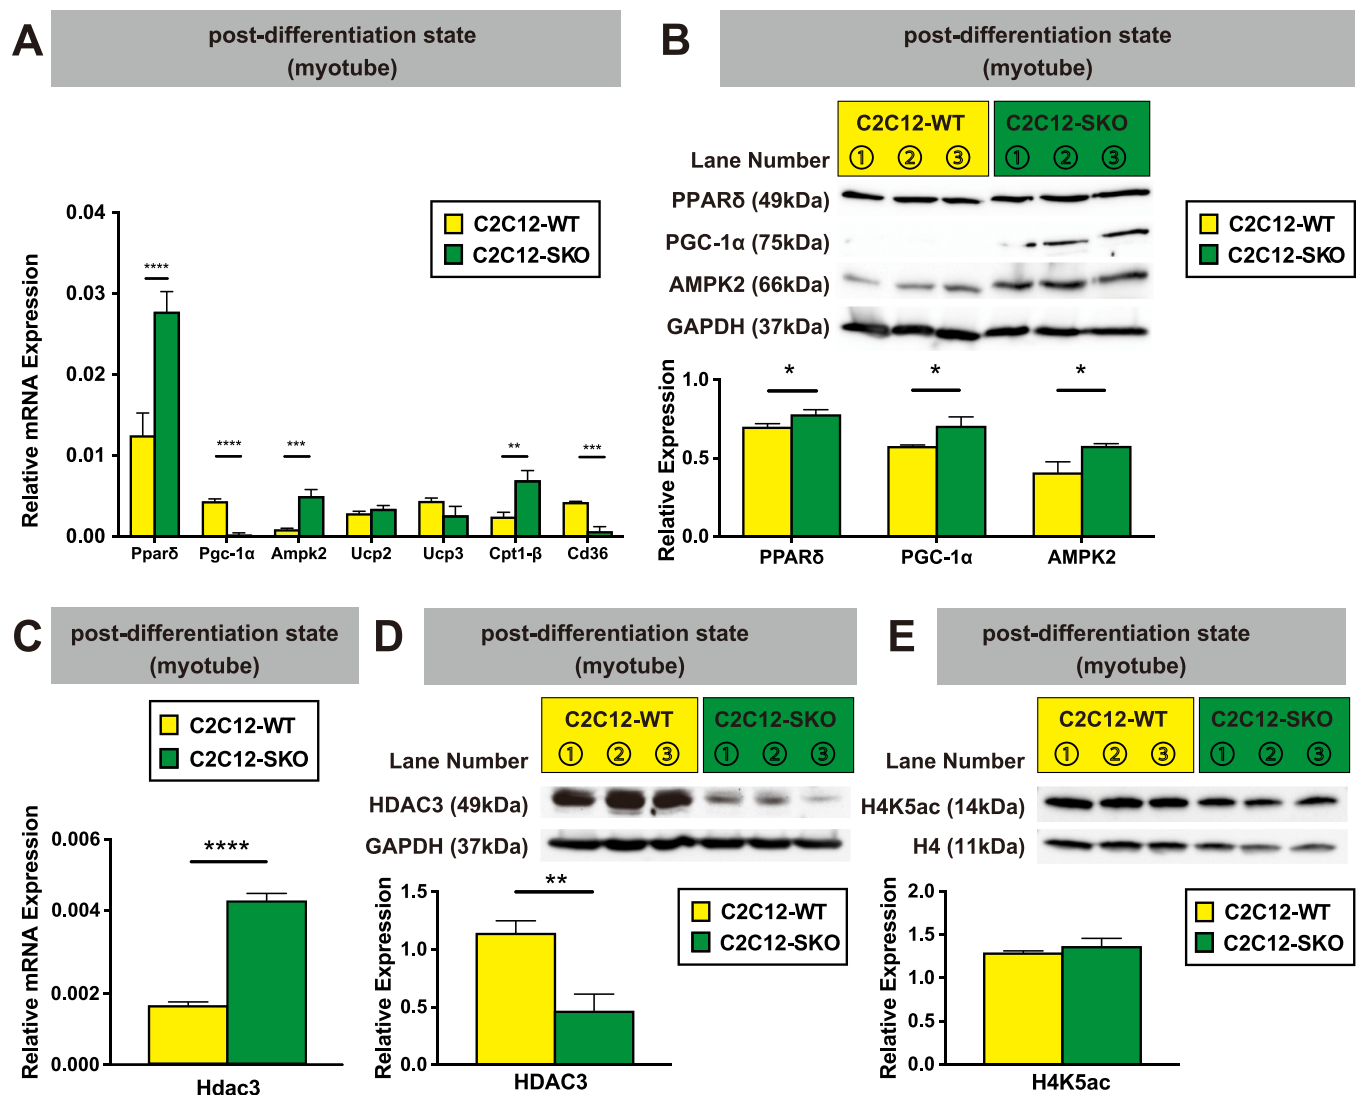 A
post-differentiation state
(myotube)
C2C12-WT
C2C12-SKO
Relative mRNA Expression
0.04
0.03
0.02
0.01
0.00
****
****
***
**
***
Pparδ Pgc-1α Ampk2 Ucp2 Ucp3 Cpt1-β Cd36
B
post-differentiation state
(myotube)
C2C12-WT C2C12-SKO
Lane Number ① ② ③ ① ② ③
PPARδ (49kDa)
PGC-1α (75kDa)
AMPK2 (66kDa)
GAPDH (37kDa)
C2C12-WT
C2C12-SKO
Relative Expression
1.0
0.5
0.0
* * *
PPARδ PGC-1α AMPK2
C
post-differentiation state
(myotube)
C2C12-WT
C2C12-SKO
Relative mRNA Expression
0.006
0.004
0.002
0.000
****
Hdac3
D
post-differentiation state
(myotube)
C2C12-WT C2C12-SKO
Lane Number ① ② ③ ① ② ③
HDAC3 (49kDa)
GAPDH (37kDa)
Relative Expression
1.5
1.0
0.5
0.0
**
C2C12-WT
C2C12-SKO
HDAC3
E
post-differentiation state
(myotube)
C2C12-WT C2C12-SKO
Lane Number ① ② ③ ① ② ③
H4K5ac (14kDa)
H4 (11kDa)
Relative Expression
2.0
1.5
1.0
0.5
0.0
C2C12-WT
C2C12-SKO
H4K5ac